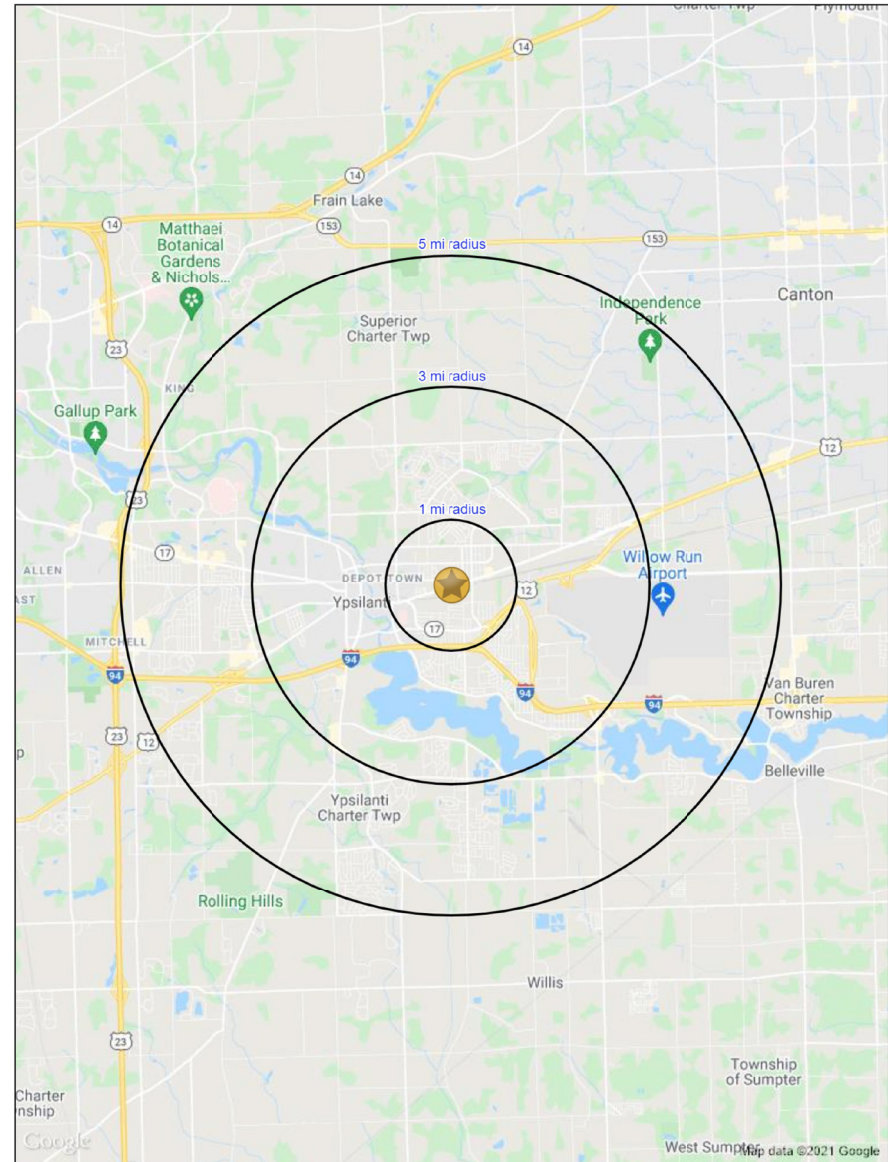 Charter Twp
Plymouth
14
14
Frain Lake
14
153
153
Matthaei
Botanical
Gardens
& Nichols...
5 mi radius
Independence
Park
Canton
Superior
Charter Twp
23
3 mi radius
KING
Gallup Park
12
23
1 mi radius
17
ALLEN
DEPOT TOWN
Willow Run
Airport
12
Ypsilanti
17
MITCHELL
94
94
94
94
Van Buren
Charter
Township
23
12
Belleville
Ypsilanti
Charter Twp
Rolling Hills
Willis
23
Township
of Sumpter
Charter
nship
Google
West Sumpter
Map data ©2021 Google